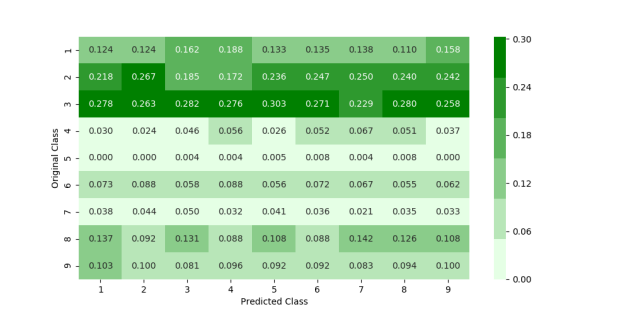 1 0.124 0.124 0.162 0.188 0.133 0.135 0.138 0.110 0.158
2 0.218 0.267 0.185 0.172 0.236 0.247 0.250 0.240 0.242
3 0.278 0.263 0.282 0.276 0.303 0.271 0.229 0.280 0.258
4 0.030 0.024 0.046 0.056 0.026 0.052 0.067 0.051 0.037
5 0.000 0.000 0.004 0.004 0.005 0.008 0.004 0.008 0.000
6 0.073 0.088 0.058 0.088 0.056 0.072 0.067 0.055 0.062
7 0.038 0.044 0.050 0.032 0.041 0.036 0.021 0.035 0.033
8 0.137 0.092 0.131 0.088 0.108 0.088 0.142 0.126 0.108
9 0.103 0.100 0.081 0.096 0.092 0.092 0.083 0.094 0.100
1 2 3 4 5 6 7 8 9
Predicted Class
Original Class
0.30
0.24
0.18
0.12
0.06
0.00